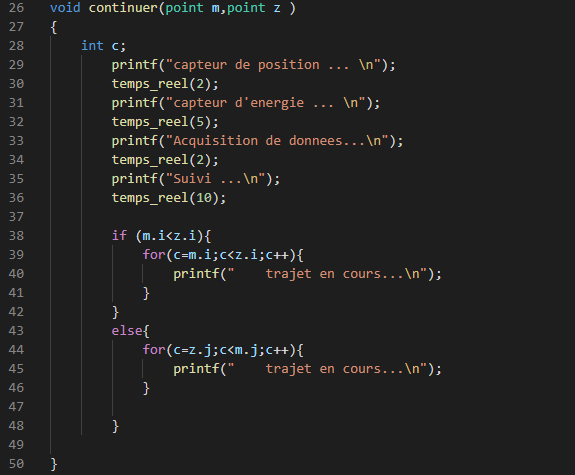 26 void continuer(point m,point z )
27 {
28     int c;
29         printf("capteur de position ... \n");
30         temps_reel(2);
31         printf("capteur d'energie ... \n");
32         temps_reel(5);
33         printf("Acquisition de donnees...\n");
34         temps_reel(2);
35         printf("Suivi ...\n");
36         temps_reel(10);
37
38         if (m.i<z.i){
39             for(c=m.i;c<z.i;c++){
40                 printf("    trajet en cours...\n");
41             }
42         }
43         else{
44             for(c=z.j;c<m.j;c++){
45                 printf("    trajet en cours...\n");
46             }
47
48         }
49
50 }